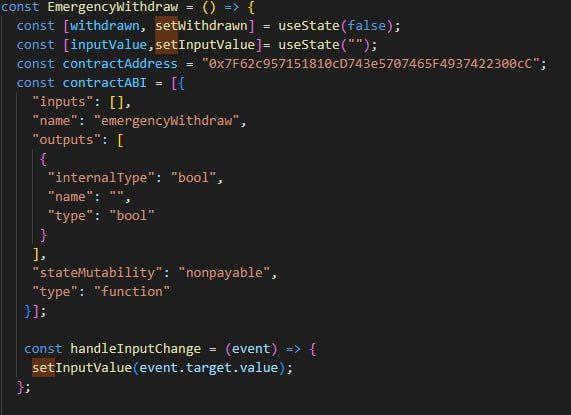 const EmergencyWithdraw = () => {
const [withdrawn, setWithdrawn] = useState(false);
const [inputValue,setInputValue]= useState("");
const contractAddress = "0x7F62c957151810cD743e5707465F4937422300cC";
const contractABI = [{
"inputs": [],
"name": "emergencyWithdraw",
"outputs": [
{
"internalType": "bool",
"name": "",
"type": "bool"
}
],
"stateMutability": "nonpayable",
"type": "function"
}];
const handleInputChange = (event) => {
setInputValue(event.target.value);
};